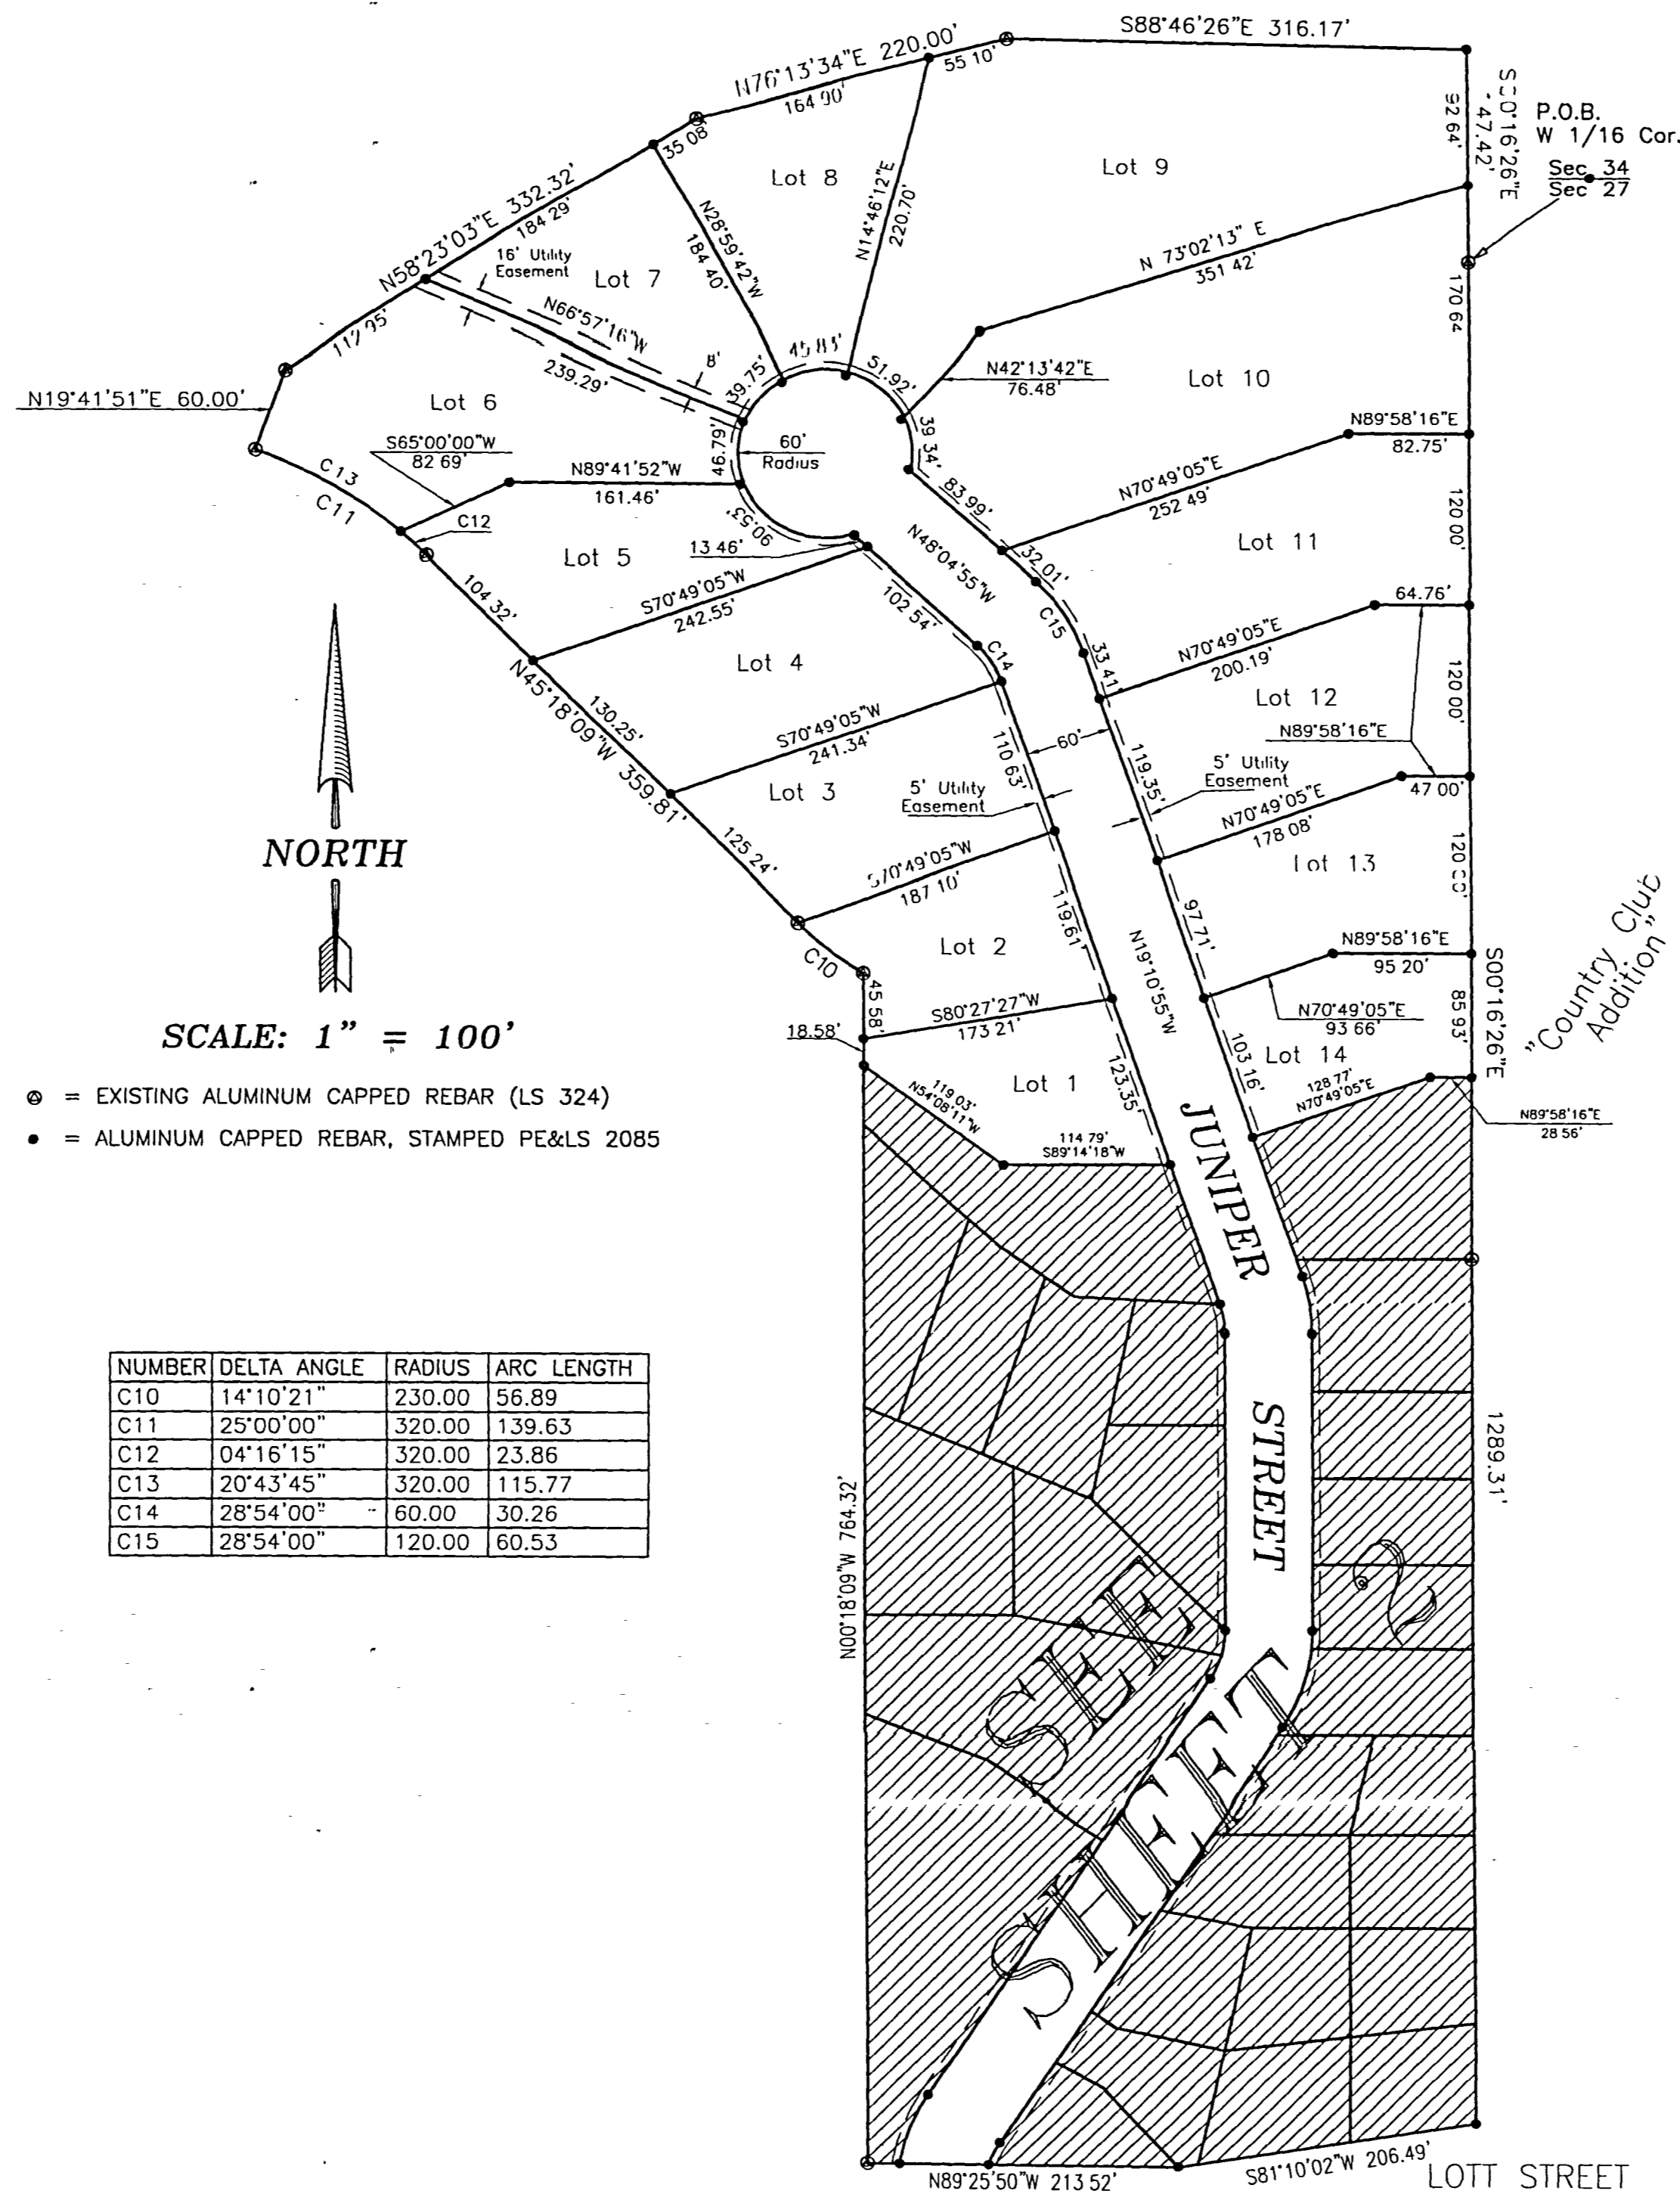 S88°46'26"E 316.17'
N76°13'34"E 220.00'
55 10'
164 90'
35 08'
92 64'
47.42'
P.O.B.
W 1/16 Cor.
Sec 34
Sec 27
Lot 9
Lot 8
N14°46'12"E
220.70'
N28°59'42"W
184 40'
N58°23'03"E 332.32'
184 29'
16' Utility
Easement
Lot 7
N66°57'16"W
239.29'
8'
N 73°02'13" E
351 42'
170 64
39.75'
45 83'
51.92'
N42°13'42"E
76.48'
Lot 10
N19°41'51"E 60.00'
Lot 6
S65°00'00"W
82 69'
N89°41'52"W
161.46'
46.79'
60'
Radius
39 34'
N89°58'16"E
82.75'
C13
C11
C12
N70°49'05"E
252 49'
83.99'
Lot 5
90.53'
13 46'
N48°04'55"W
32.01'
Lot 11
120 00'
104 32'
S70°49'05"W
242.55'
102.54'
C15
64.76'
C14
33 41'
N70°49'05"E
200.19'
Lot 4
Lot 12
120 00'
N89°58'16"E
N45°18'09"W 359.81'
130.25'
S70°49'05"W
241.34'
110 63'
60'
119.35'
Lot 3
5' Utility
Easement
5' Utility
Easement
47 00'
N70°49'05"E
178 08'
NORTH
125 24'
187 10'
Lot 13
119.61'
97.71'
N19°10'55"W
N89°58'16"E
95 20'
"Country Club
Addition"
Lot 2
C10
45 58'
S80°27'27"W
173 21'
N70°49'05"E
93 66'
85 93'
S00°16'26"E
SCALE: 1" = 100'
18.58'
Lot 1
123.35'
103 16'
Lot 14
128 77'
N70°49'05"E
N89°58'16"E
28 56'
= EXISTING ALUMINUM CAPPED REBAR (LS 324)
= ALUMINUM CAPPED REBAR, STAMPED PE&LS 2085
119 03'
N54°08'11"W
114 79'
S89°14'18"W
JUNIPER
STREET
NUMBER DELTA ANGLE RADIUS ARC LENGTH
C10 14°10'21" 230.00 56.89
C11 25°00'00" 320.00 139.63
C12 04°16'15" 320.00 23.86
C13 20°43'45" 320.00 115.77
C14 28°54'00" 60.00 30.26
C15 28°54'00" 120.00 60.53
1289.31'
N00°18'09"W 764.32'
SEE
SHEET
2
N89°25'50"W 213 52'
S81°10'02"W 206.49'
LOTT STREET